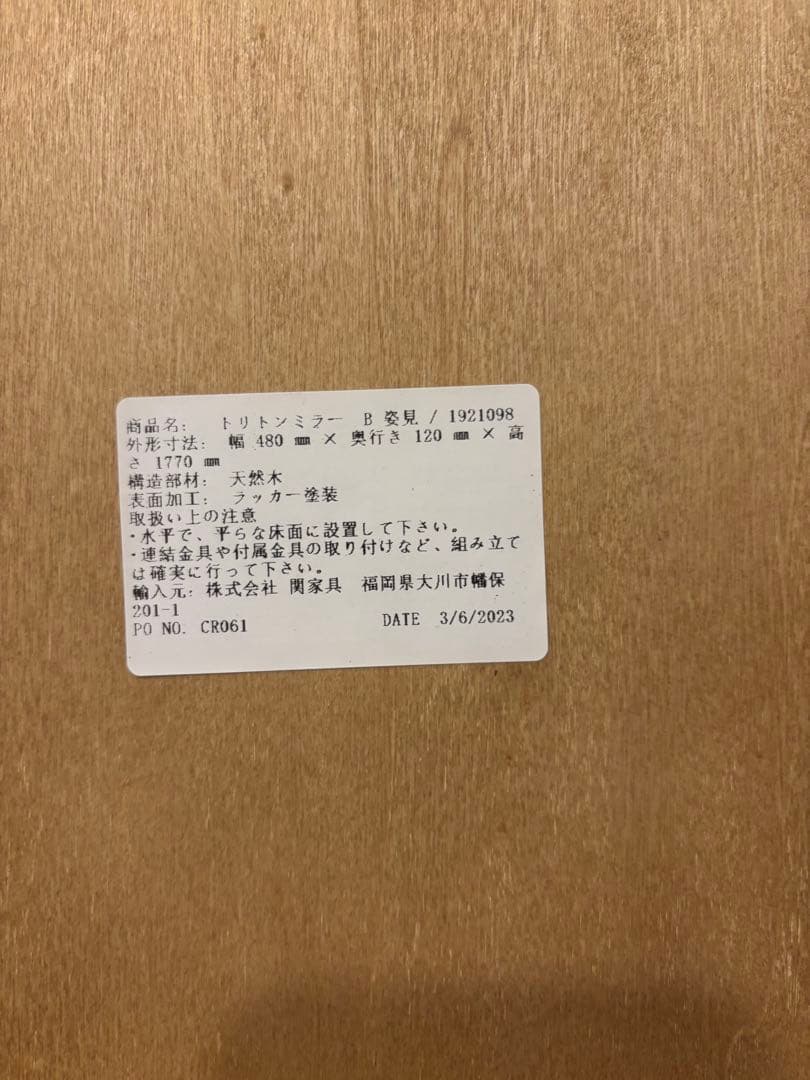 商品名: トリトンミラー B 姿見 / 1921098
外形寸法: 幅 480 ㎜ × 奥行き 120 ㎜ × 高
さ 1770 ㎜
構造部材: 天然木
表面加工: ラッカー塗装
取扱い上の注意
・水平で、平らな床面に設置して下さい。
・連結金具や付属金具の取り付けなど、組み立て
は確実に行って下さい。
輸入元: 株式会社 関家具 福岡県大川市幡保
201-1
PO NO. CR061 DATE 3/6/2023